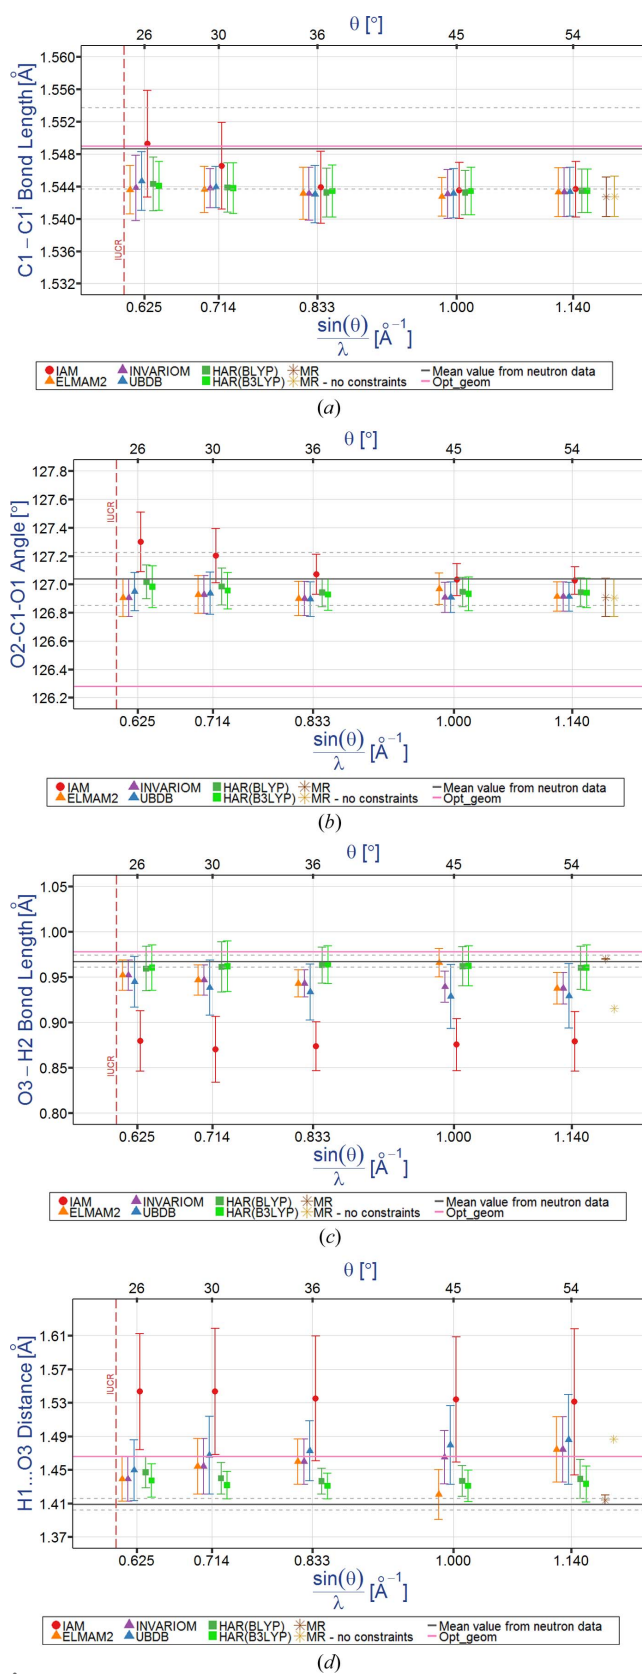 θ [°]
26 30 36 45 54
C1 – C1ⁱ Bond Length[Å]
1.560
1.556
1.552
1.548
1.544
1.540
1.536
1.532
IUCR
0.625 0.714 0.833 1.000 1.140
sin(θ)/λ [Å⁻¹]
IAM INVARIOM HAR(BLYP) MR Mean value from neutron data
ELMAM2 UBDB HAR(B3LYP) MR - no constraints Opt_geom
(a)
θ [°]
26 30 36 45 54
O2-C1-O1 Angle[°]
127.8
127.6
127.4
127.2
127.0
126.8
126.6
126.4
126.2
IUCR
0.625 0.714 0.833 1.000 1.140
sin(θ)/λ [Å⁻¹]
IAM INVARIOM HAR(BLYP) MR Mean value from neutron data
ELMAM2 UBDB HAR(B3LYP) MR - no constraints Opt_geom
(b)
θ [°]
26 30 36 45 54
O3 – H2 Bond Length[Å]
1.05
1.00
0.95
0.90
0.85
0.80
IUCR
0.625 0.714 0.833 1.000 1.140
sin(θ)/λ [Å⁻¹]
IAM INVARIOM HAR(BLYP) MR Mean value from neutron data
ELMAM2 UBDB HAR(B3LYP) MR - no constraints Opt_geom
(c)
θ [°]
26 30 36 45 54
H1...O3 Distance[Å]
1.61
1.57
1.53
1.49
1.45
1.41
1.37
IUCR
0.625 0.714 0.833 1.000 1.140
sin(θ)/λ [Å⁻¹]
IAM INVARIOM HAR(BLYP) MR Mean value from neutron data
ELMAM2 UBDB HAR(B3LYP) MR - no constraints Opt_geom
(d)